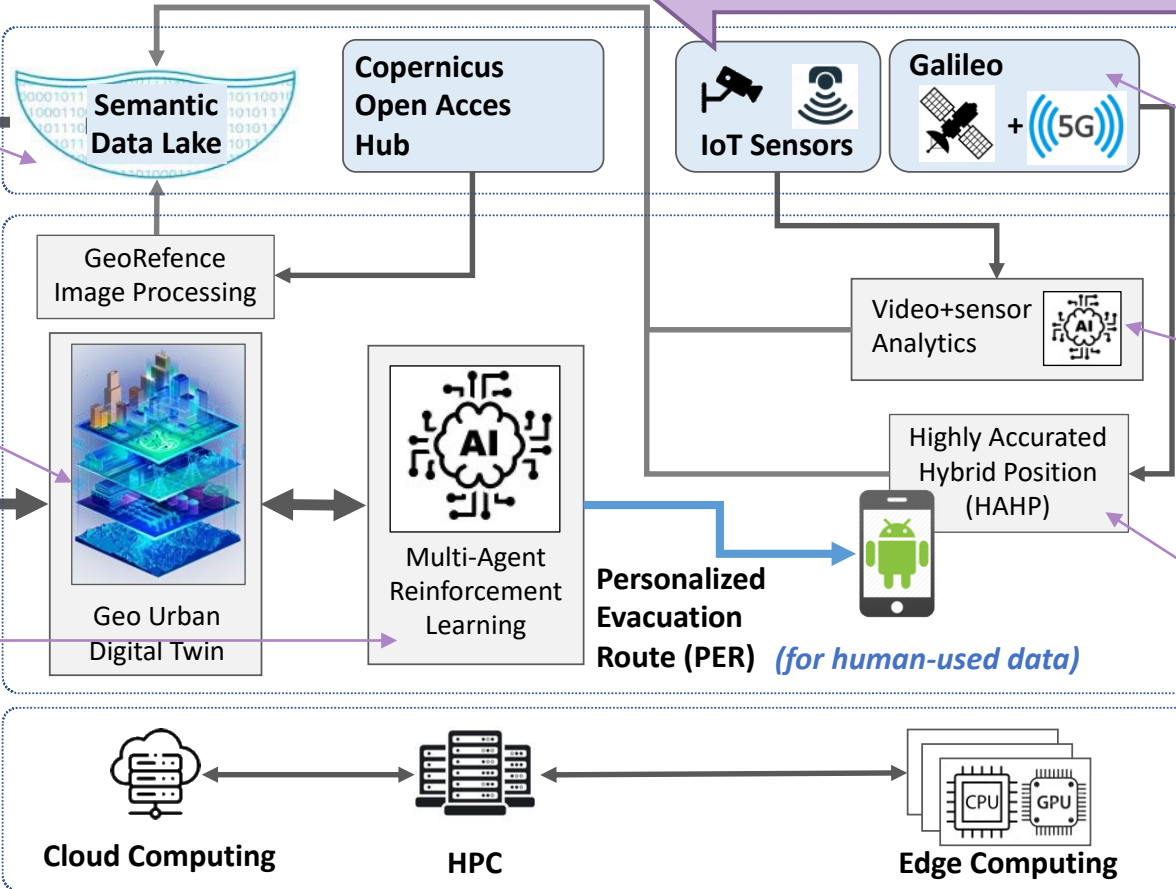 Semantic
Data Lake
Copernicus
Open Acces
Hub
IoT Sensors
Galileo
+ 5G
GeoRefence
Image Processing
Video+sensor
Analytics
AI
Highly Accurated
Hybrid Position
(HAHP)
AI
Multi-Agent
Reinforcement
Learning
Geo Urban
Digital Twin
Personalized
Evacuation
Route (PER) (for human-used data)
CPU
GPU
Cloud Computing
HPC
Edge Computing